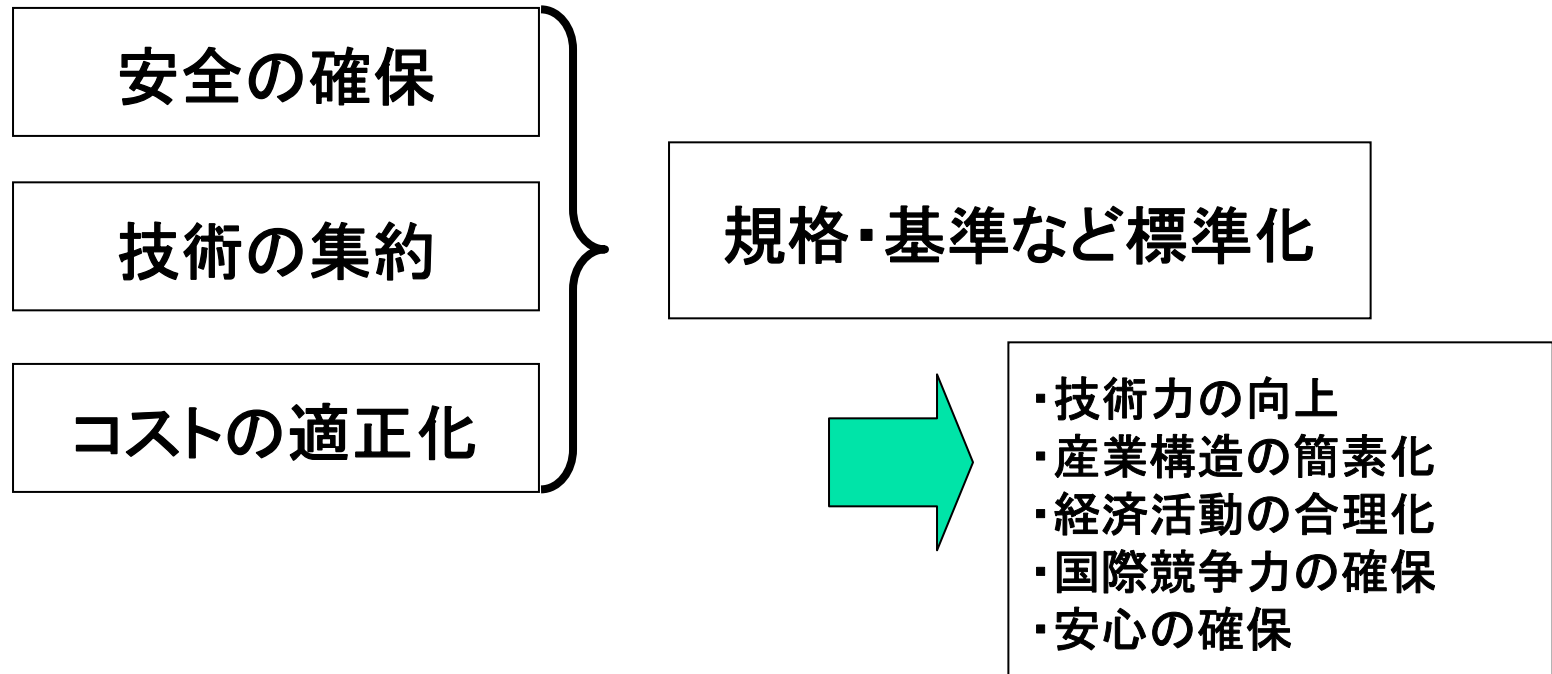 安全の確保
技術の集約
コストの適正化
規格・基準など標準化
・技術力の向上
・産業構造の簡素化
・経済活動の合理化
・国際競争力の確保
・安心の確保